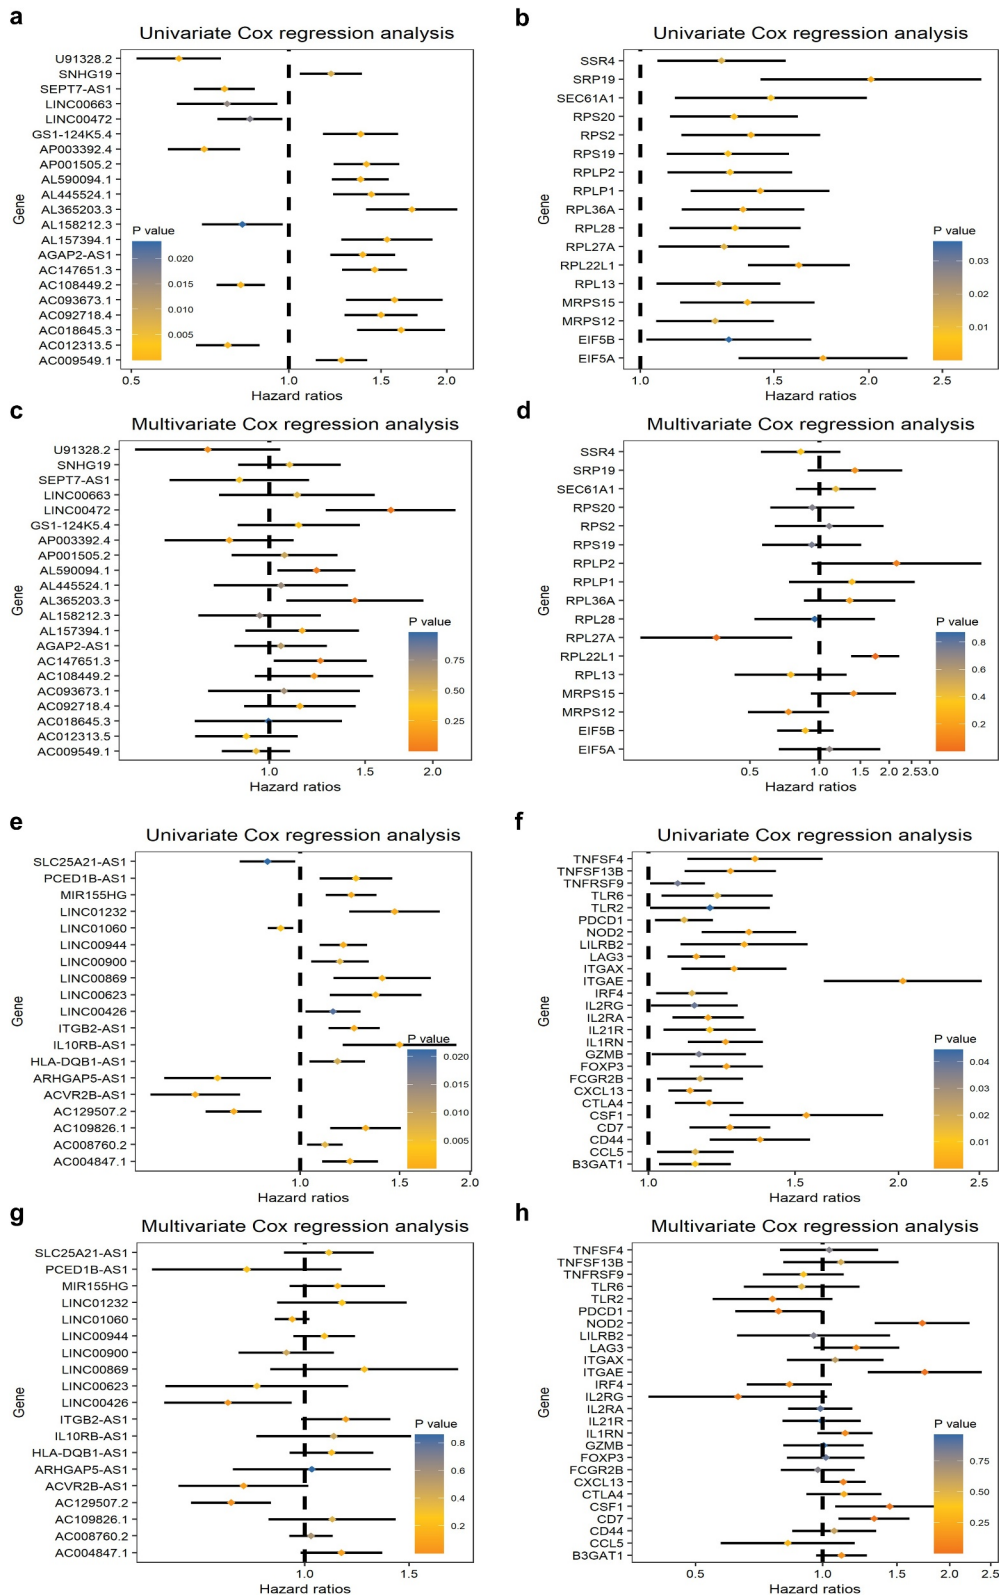 a
Univariate Cox regression analysis
U91328.2
SNHG19
SEPT7-AS1
LINC00663
LINC00472
GS1-124K5.4
AP003392.4
AP001505.2
AL590094.1
AL445524.1
AL365203.3
AL158212.3
AL157394.1
AGAP2-AS1
AC147651.3
AC108449.2
AC093673.1
AC092718.4
AC018645.3
AC012313.5
AC009549.1
Gene
P value
0.020
0.015
0.010
0.005
0.5
1.0
1.5
2.0
Hazard ratios
b
Univariate Cox regression analysis
SSR4
SRP19
SEC61A1
RPS20
RPS2
RPS19
RPLP2
RPLP1
RPL36A
RPL28
RPL27A
RPL22L1
RPL13
MRPS15
MRPS12
EIF5B
EIF5A
Gene
P value
0.03
0.02
0.01
1.0
1.5
2.0
2.5
Hazard ratios
c
Multivariate Cox regression analysis
U91328.2
SNHG19
SEPT7-AS1
LINC00663
LINC00472
GS1-124K5.4
AP003392.4
AP001505.2
AL590094.1
AL445524.1
AL365203.3
AL158212.3
AL157394.1
AGAP2-AS1
AC147651.3
AC108449.2
AC093673.1
AC092718.4
AC018645.3
AC012313.5
AC009549.1
Gene
P value
0.75
0.50
0.25
1.0
1.5
2.0
Hazard ratios
d
Multivariate Cox regression analysis
SSR4
SRP19
SEC61A1
RPS20
RPS2
RPS19
RPLP2
RPLP1
RPL36A
RPL28
RPL27A
RPL22L1
RPL13
MRPS15
MRPS12
EIF5B
EIF5A
Gene
P value
0.8
0.6
0.4
0.2
0.5
1.0
1.5
2.0
2.5
3.0
Hazard ratios
e
Univariate Cox regression analysis
SLC25A21-AS1
PCED1B-AS1
MIR155HG
LINC01232
LINC01060
LINC00944
LINC00900
LINC00869
LINC00623
LINC00426
ITGB2-AS1
IL10RB-AS1
HLA-DQB1-AS1
ARHGAP5-AS1
ACVR2B-AS1
AC129507.2
AC109826.1
AC008760.2
AC004847.1
Gene
P value
0.020
0.015
0.010
0.005
1.0
1.5
2.0
Hazard ratios
f
Univariate Cox regression analysis
TNFSF4
TNFSF13B
TNFRSF9
TLR6
TLR2
PDCD1
NOD2
LILRB2
LAG3
ITGAX
ITGAE
IRF4
IL2RG
IL2RA
IL21R
IL1RN
GZMB
FOXP3
FCGR2B
CXCL13
CTLA4
CSF1
CD7
CD44
CCL5
B3GAT1
Gene
P value
0.04
0.03
0.02
0.01
1.0
1.5
2.0
2.5
Hazard ratios
g
Multivariate Cox regression analysis
SLC25A21-AS1
PCED1B-AS1
MIR155HG
LINC01232
LINC01060
LINC00944
LINC00900
LINC00869
LINC00623
LINC00426
ITGB2-AS1
IL10RB-AS1
HLA-DQB1-AS1
ARHGAP5-AS1
ACVR2B-AS1
AC129507.2
AC109826.1
AC008760.2
AC004847.1
Gene
P value
0.8
0.6
0.4
0.2
1.0
1.5
Hazard ratios
h
Multivariate Cox regression analysis
TNFSF4
TNFSF13B
TNFRSF9
TLR6
TLR2
PDCD1
NOD2
LILRB2
LAG3
ITGAX
ITGAE
IRF4
IL2RG
IL2RA
IL21R
IL1RN
GZMB
FOXP3
FCGR2B
CXCL13
CTLA4
CSF1
CD7
CD44
CCL5
B3GAT1
Gene
P value
0.75
0.50
0.25
0.5
1.0
1.5
2.0
2.5
Hazard ratios